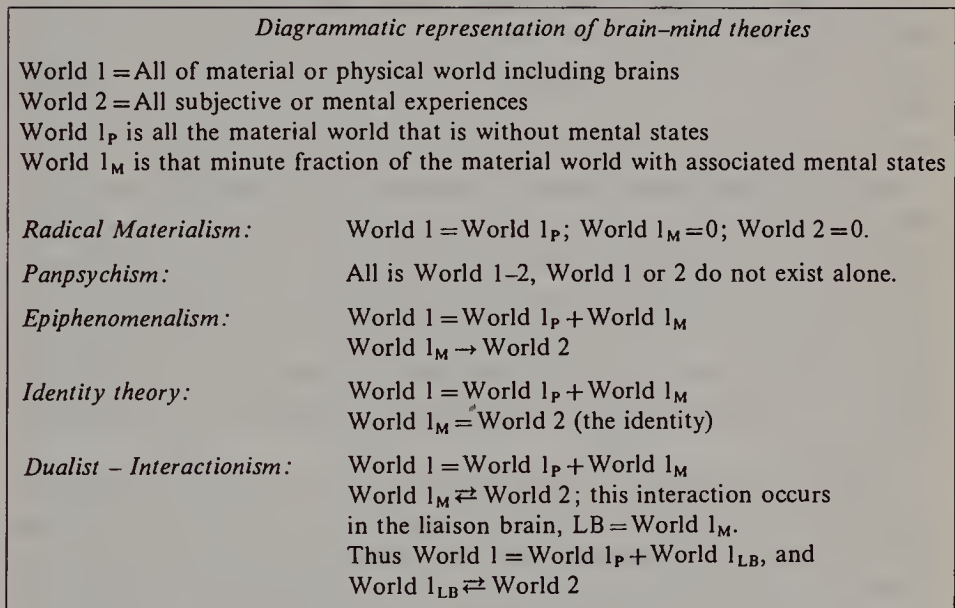 Diagrammatic representation of brain–mind theories
World 1 = All of material or physical world including brains
World 2 = All subjective or mental experiences
World 1P is all the material world that is without mental states
World 1M is that minute fraction of the material world with associated mental states
Radical Materialism: World 1 = World 1P; World 1M = 0; World 2 = 0.
Panpsychism: All is World 1–2, World 1 or 2 do not exist alone.
Epiphenomenalism: World 1 = World 1P + World 1M
World 1M → World 2
Identity theory: World 1 = World 1P + World 1M
World 1M = World 2 (the identity)
Dualist – Interactionism: World 1 = World 1P + World 1M
World 1M ⇄ World 2; this interaction occurs
in the liaison brain, LB = World 1M.
Thus World 1 = World 1P + World 1LB, and
World 1LB ⇄ World 2